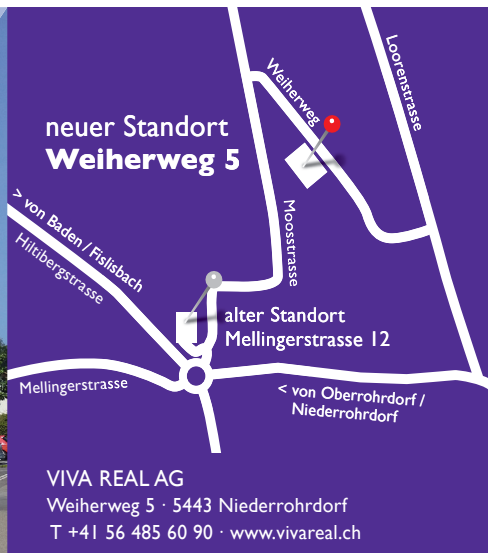 Weiherweg
Loorenstrasse
neuer Standort
Weiherweg 5
> von Baden / Fislisbach
Hiltibergstrasse
Moosstrasse
alter Standort
Mellingerstrasse 12
Mellingerstrasse
< von Oberrohrdorf /
Niederrohrdorf
VIVA REAL AG
Weiherweg 5 · 5443 Niederrohrdorf
T +41 56 485 60 90 · www.vivareal.ch